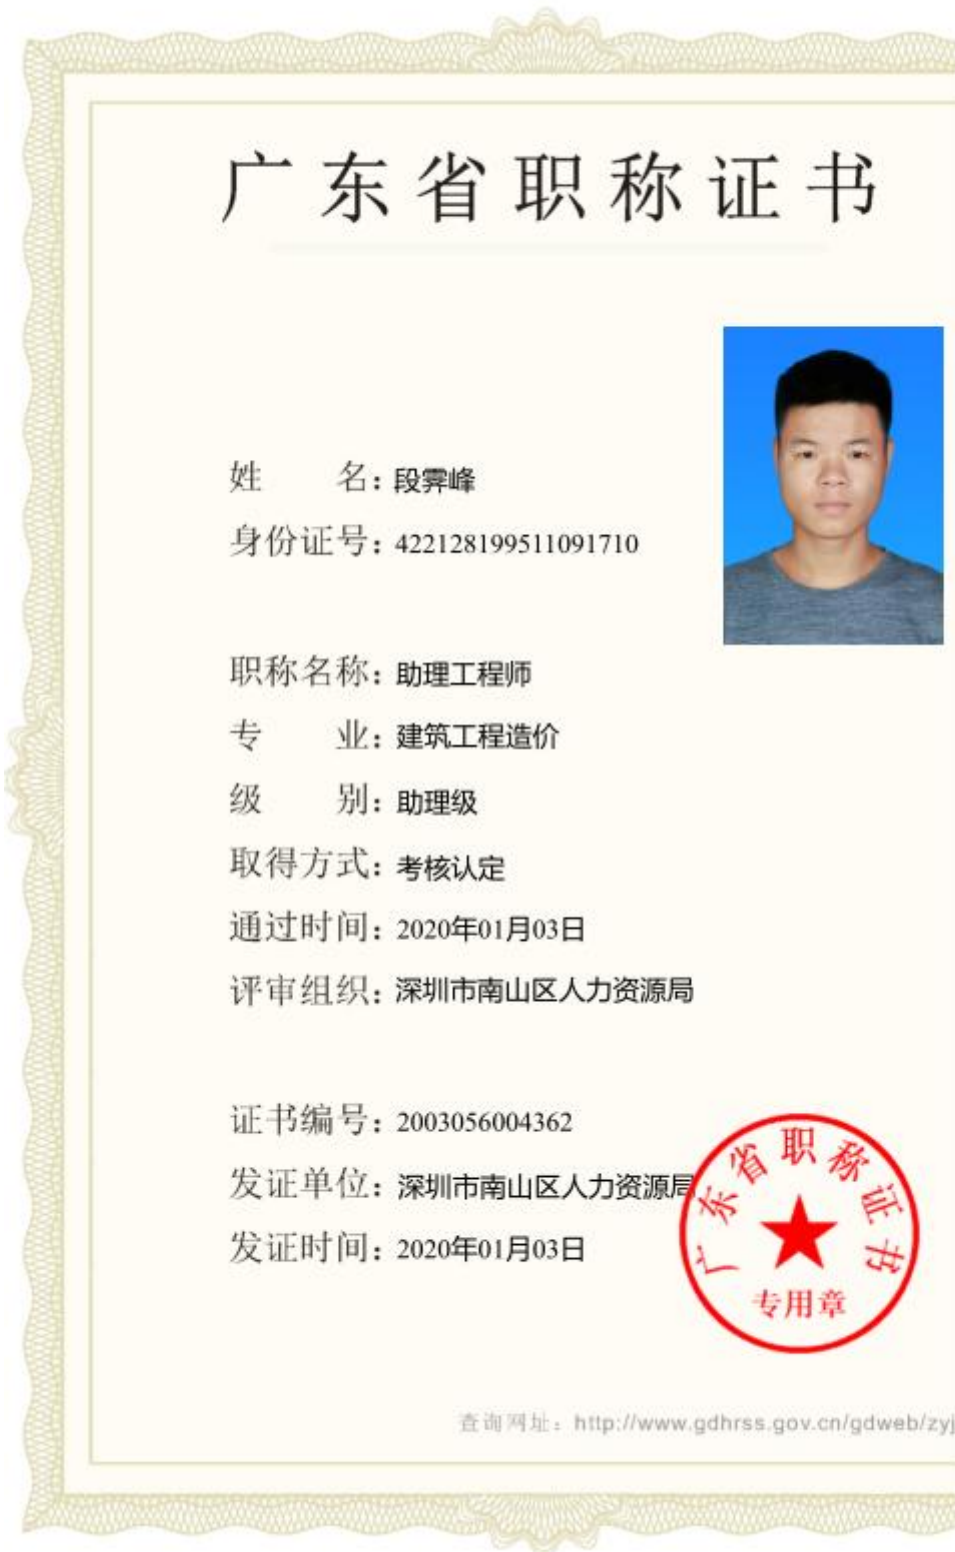 广东省职称证书
姓 名：段霁峰
身份证号：422128199511091710
职称名称：助理工程师
专 业：建筑工程造价
级 别：助理级
取得方式：考核认定
通过时间：2020年01月03日
评审组织：深圳市南山区人力资源局
证书编号：2003056004362
发证单位：深圳市南山区人力资源局
发证时间：2020年01月03日
广东省职称证书
专用章
查询网址：http://www.gdhrss.gov.cn/gdweb/zyj